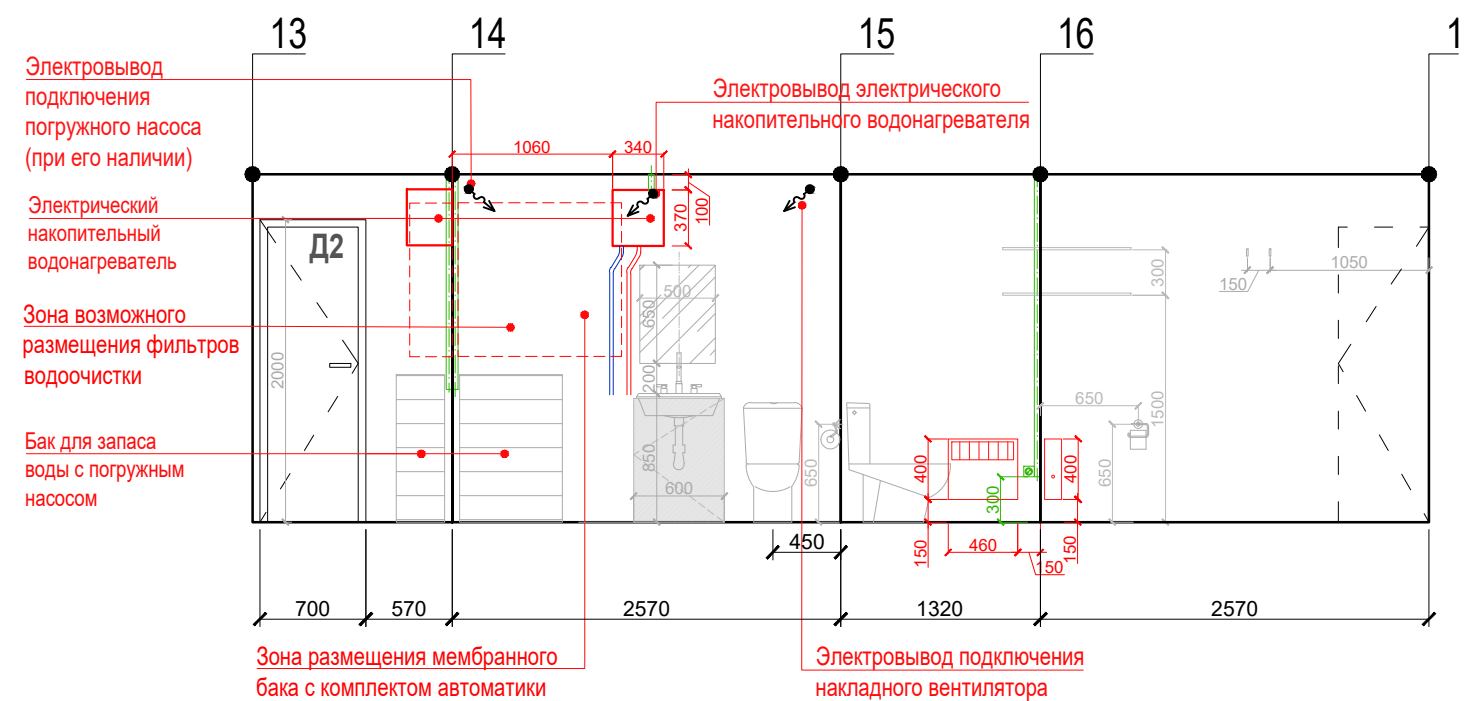 13
14
15
16
1
Электровывод
подключения
погружного насоса
(при его наличии)
Электровывод электрического
накопительного водонагревателя
1060
340
370
100
Электрический
накопительный
водонагреватель
Д2
2000
Зона возможного
размещения фильтров
водоочистки
500
650
200
850
600
650
300
1050
150
1500
650
650
Бак для запаса
воды с погружным
насосом
400
300
400
150
460
150
150
450
700
570
2570
1320
2570
Зона размещения мембранного
бака с комплектом автоматики
Электровывод подключения
накладного вентилятора